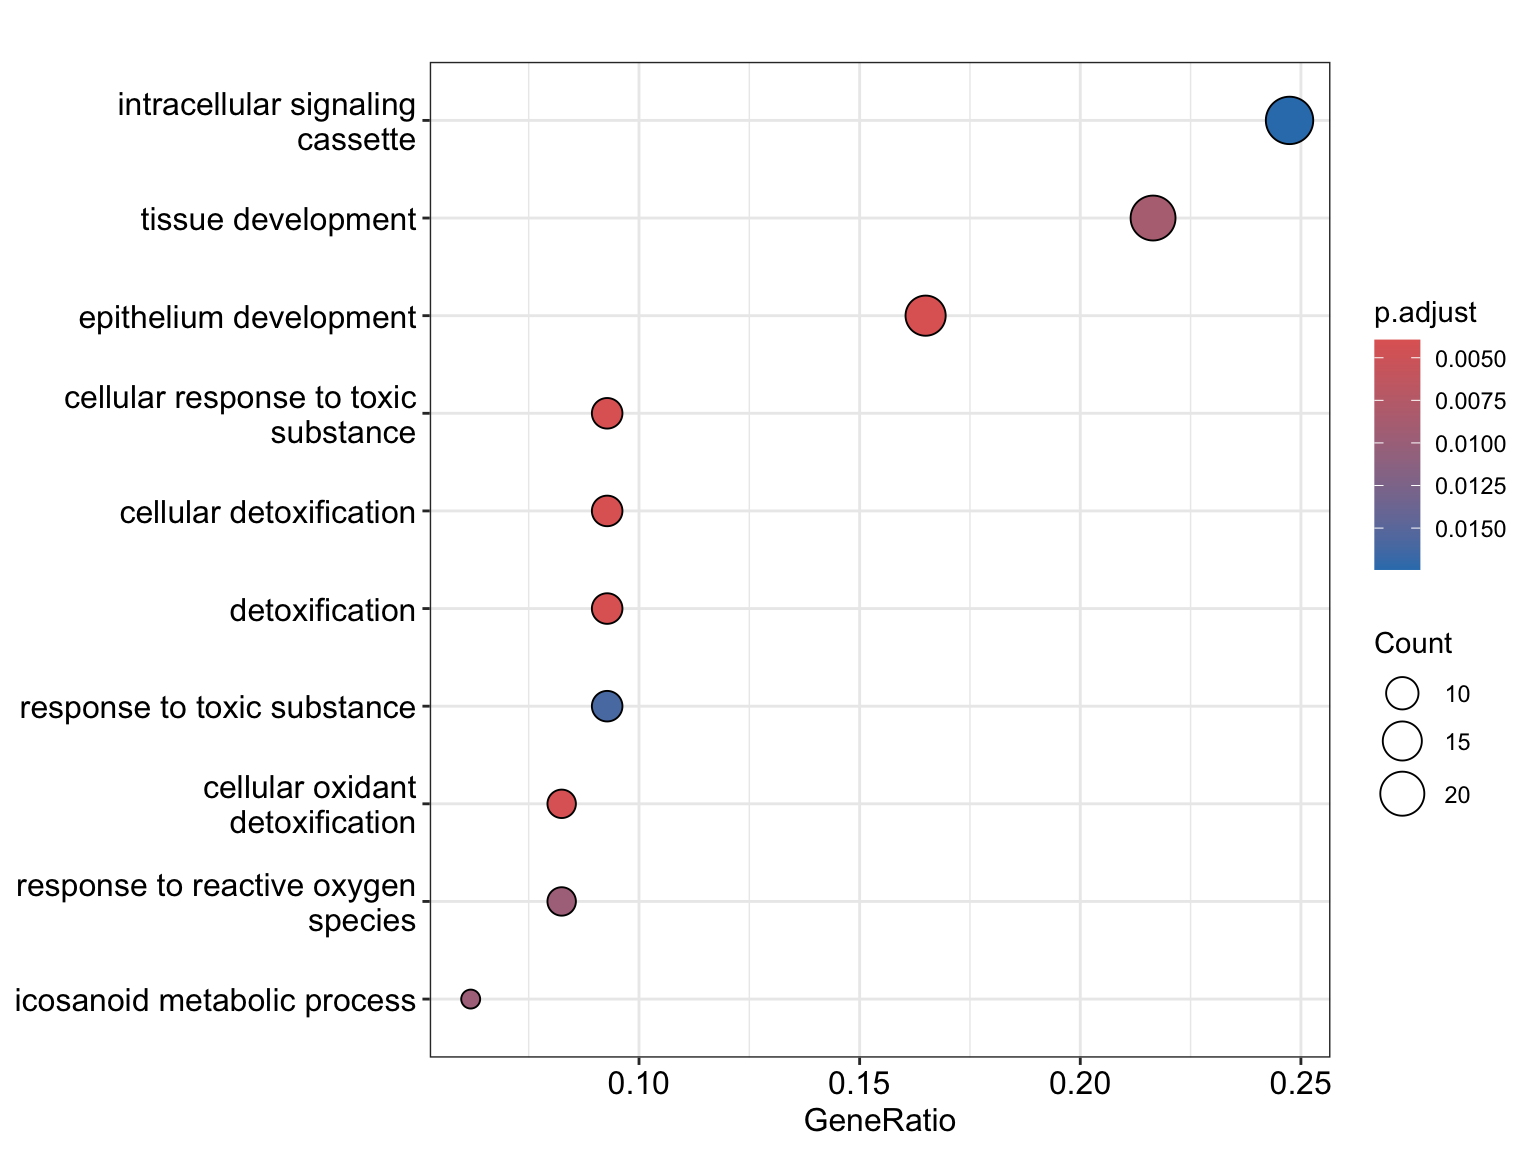 intracellular signaling
cassette
tissue development
epithelium development
cellular response to toxic
substance
cellular detoxification
detoxification
response to toxic substance
cellular oxidant
detoxification
response to reactive oxygen
species
icosanoid metabolic process
0.10
0.15
0.20
0.25
GeneRatio
p.adjust
0.0050
0.0075
0.0100
0.0125
0.0150
Count
10
15
20